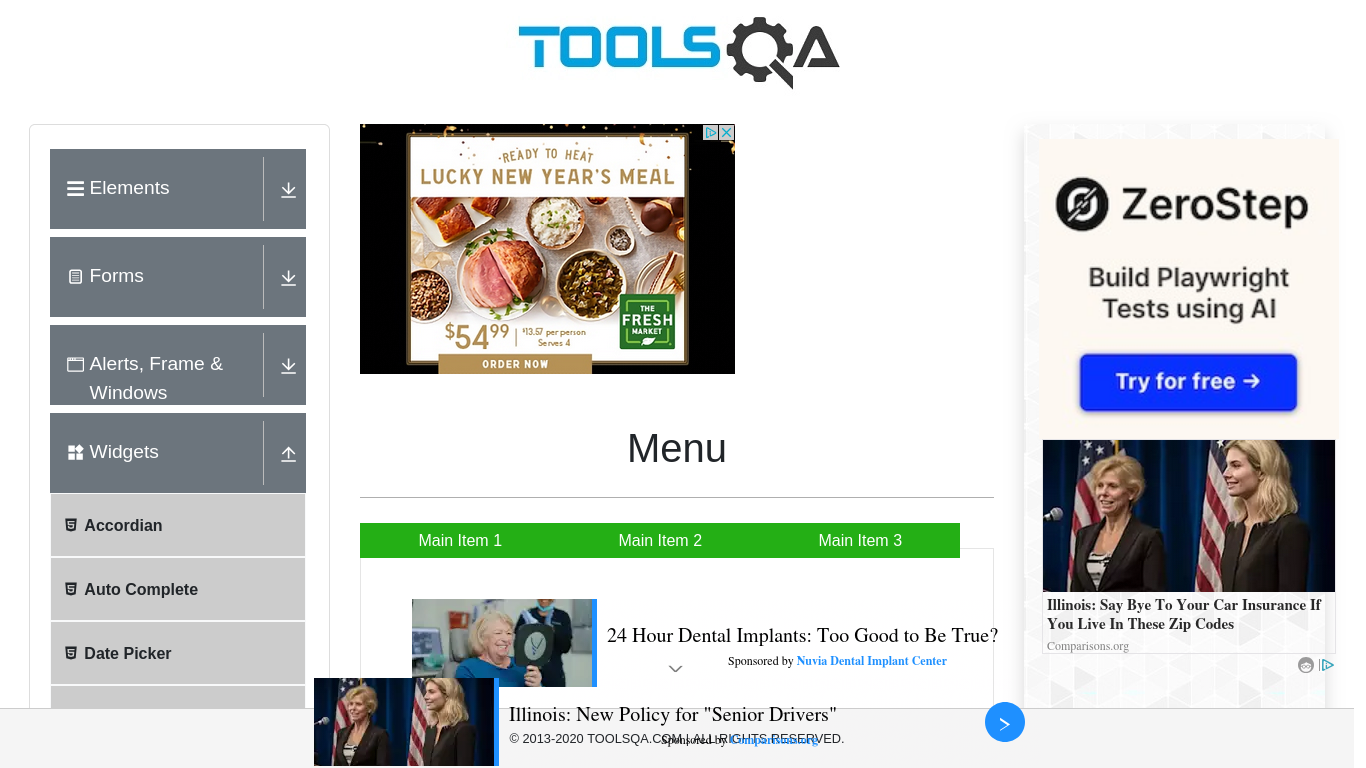 TOOLSQA
Elements
Forms
Alerts, Frame &
Windows
Widgets
Accordian
Auto Complete
Date Picker
READY TO HEAT
LUCKY NEW YEAR'S MEAL
$54.99
$13.57 per person
Serves 4
THE
FRESH
MARKET
ORDER NOW
Menu
Main Item 1
Main Item 2
Main Item 3
24 Hour Dental Implants: Too Good to Be True?
Sponsored by Nuvia Dental Implant Center
Illinois: New Policy for "Senior Drivers"
Sponsored by Comparisons.org
© 2013-2020 TOOLSQA.COM | ALL RIGHTS RESERVED.
ZeroStep
Build Playwright
Tests using AI
Try for free →
Illinois: Say Bye To Your Car Insurance If
You Live In These Zip Codes
Comparisons.org